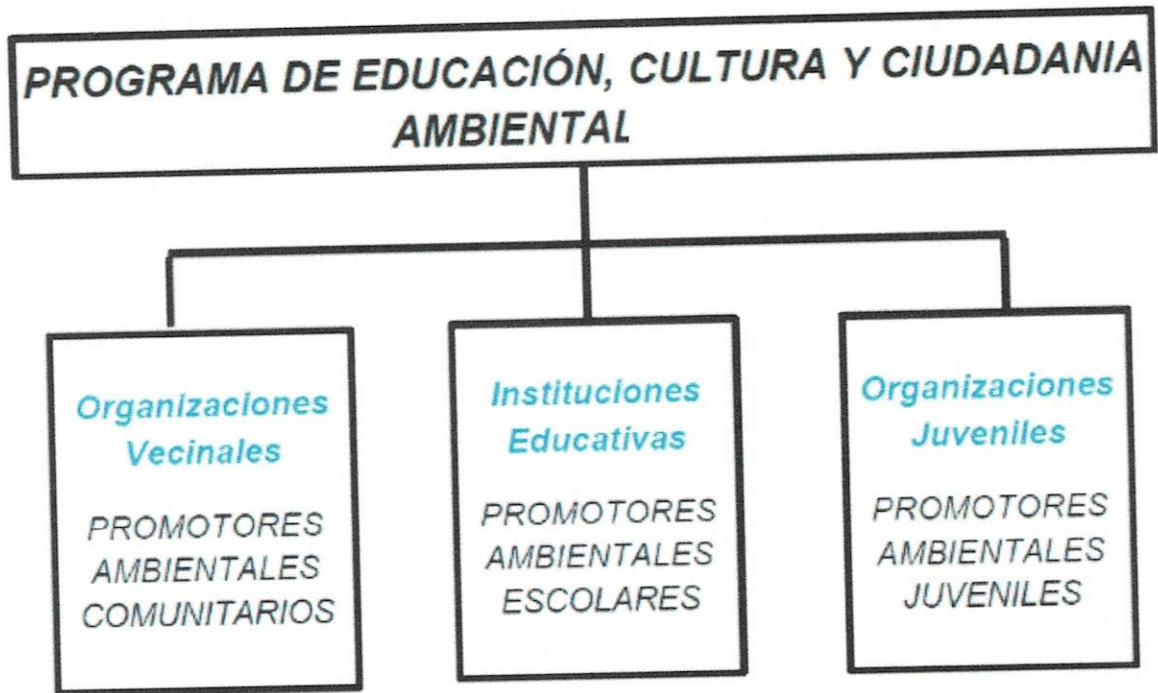 PROGRAMA DE EDUCACIÓN, CULTURA Y CIUDADANIA
AMBIENTAL
Organizaciones
Vecinales
PROMOTORES
AMBIENTALES
COMUNITARIOS
Instituciones
Educativas
PROMOTORES
AMBIENTALES
ESCOLARES
Organizaciones
Juveniles
PROMOTORES
AMBIENTALES
JUVENILES